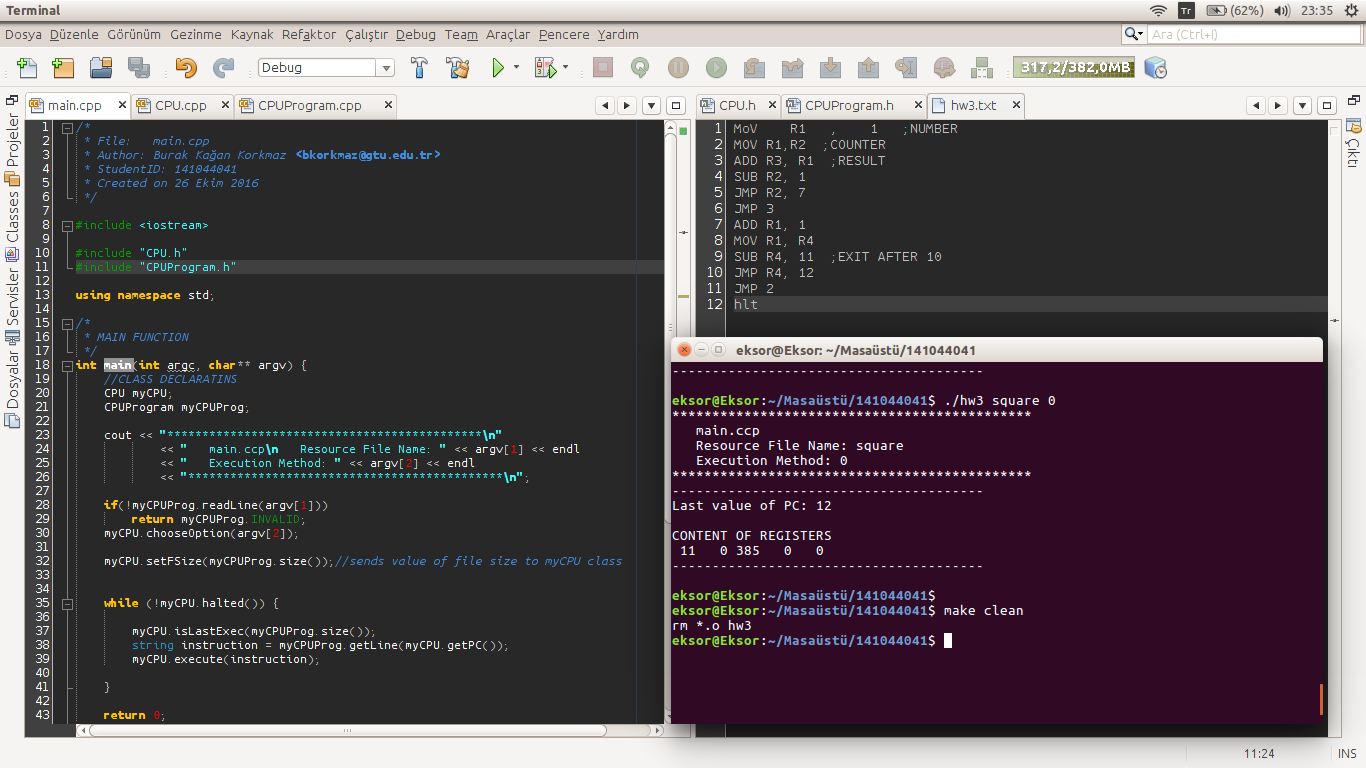 Terminal
Tr (62%) 23:35
Dosya Düzenle Görünüm Gezinme Kaynak Refaktor Çalıştır Debug Team Araçlar Pencere Yardım
Ara (Ctrl+I)
Debug
317,2/382,0MB
Projeler
Classes
Servisler
Dosyalar
main.cpp CPU.cpp CPUProgram.cpp
1 /*
2 * File: main.cpp
3 * Author: Burak Kağan Korkmaz <bkorkmaz@gtu.edu.tr>
4 * StudentID: 141044041
5 * Created on 26 Ekim 2016
6 */
7
8 #include <iostream>
9
10 #include "CPU.h"
11 #include "CPUProgram.h"
12
13 using namespace std;
14
15 /*
16 * MAIN FUNCTION
17 */
18 int main(int argc, char** argv) {
19 //CLASS DECLARATINS
20 CPU myCPU;
21 CPUProgram myCPUProg;
22
23 cout << "*********************************************\n"
24 << " main.ccp\n Resource File Name: " << argv[1] << endl
25 << " Execution Method: " << argv[2] << endl
26 << "*********************************************\n";
27
28 if(!myCPUProg.readLine(argv[1]))
29 return myCPUProg.INVALID;
30 myCPU.chooseOption(argv[2]);
31
32 myCPU.setFSize(myCPUProg.size());//sends value of file size to myCPU class
33
34
35 while (!myCPU.halted()) {
36
37 myCPU.isLastExec(myCPUProg.size());
38 string instruction = myCPUProg.getLine(myCPU.getPC());
39 myCPU.execute(instruction);
40
41 }
42
43 return 0;
CPU.h CPUProgram.h hw3.txt
1 MoV R1 , 1 ;NUMBER
2 MOV R1,R2 ;COUNTER
3 ADD R3, R1 ;RESULT
4 SUB R2, 1
5 JMP R2, 7
6 JMP 3
7 ADD R1, 1
8 MOV R1, R4
9 SUB R4, 11 ;EXIT AFTER 10
10 JMP R4, 12
11 JMP 2
12 hlt
Çıktı
eksor@Eksor: ~/Masaüstü/141044041
---------------------------------------
eksor@Eksor:~/Masaüstü/141044041$ ./hw3 square 0
*********************************************
main.ccp
Resource File Name: square
Execution Method: 0
*********************************************
---------------------------------------
Last value of PC: 12
CONTENT OF REGISTERS
11 0 385 0 0
---------------------------------------
eksor@Eksor:~/Masaüstü/141044041$
eksor@Eksor:~/Masaüstü/141044041$ make clean
rm *.o hw3
eksor@Eksor:~/Masaüstü/141044041$
11:24 INS